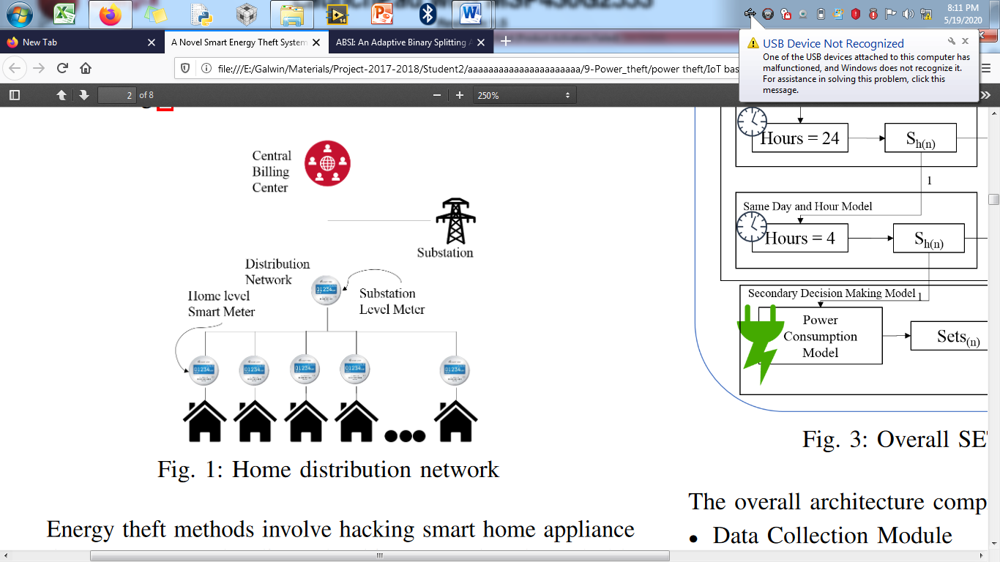 8:11 PM
5/19/2020
New Tab
A Novel Smart Energy Theft System
ABSI: An Adaptive Binary Splitting A
USB Device Not Recognized
One of the USB devices attached to this computer has
malfunctioned, and Windows does not recognize it.
For assistance in solving this problem, click this
message.
file:///E:/Galwin/Materials/Project-2017-2018/Student2/aaaaaaaaaaaaaaaaaaaaaa/9-Power_theft/power theft/IoT bas
2 of 8
250%
Central
Billing
Center
Substation
Distribution
Network
Home level
Smart Meter
Substation
Level Meter
Fig. 1: Home distribution network
Energy theft methods involve hacking smart home appliance
Hours = 24
Sh(n)
1
Same Day and Hour Model
Hours = 4
Sh(n)
Secondary Decision Making Model
1
Power
Consumption
Model
Sets(n)
Fig. 3: Overall SE
The overall architecture comp
• Data Collection Module